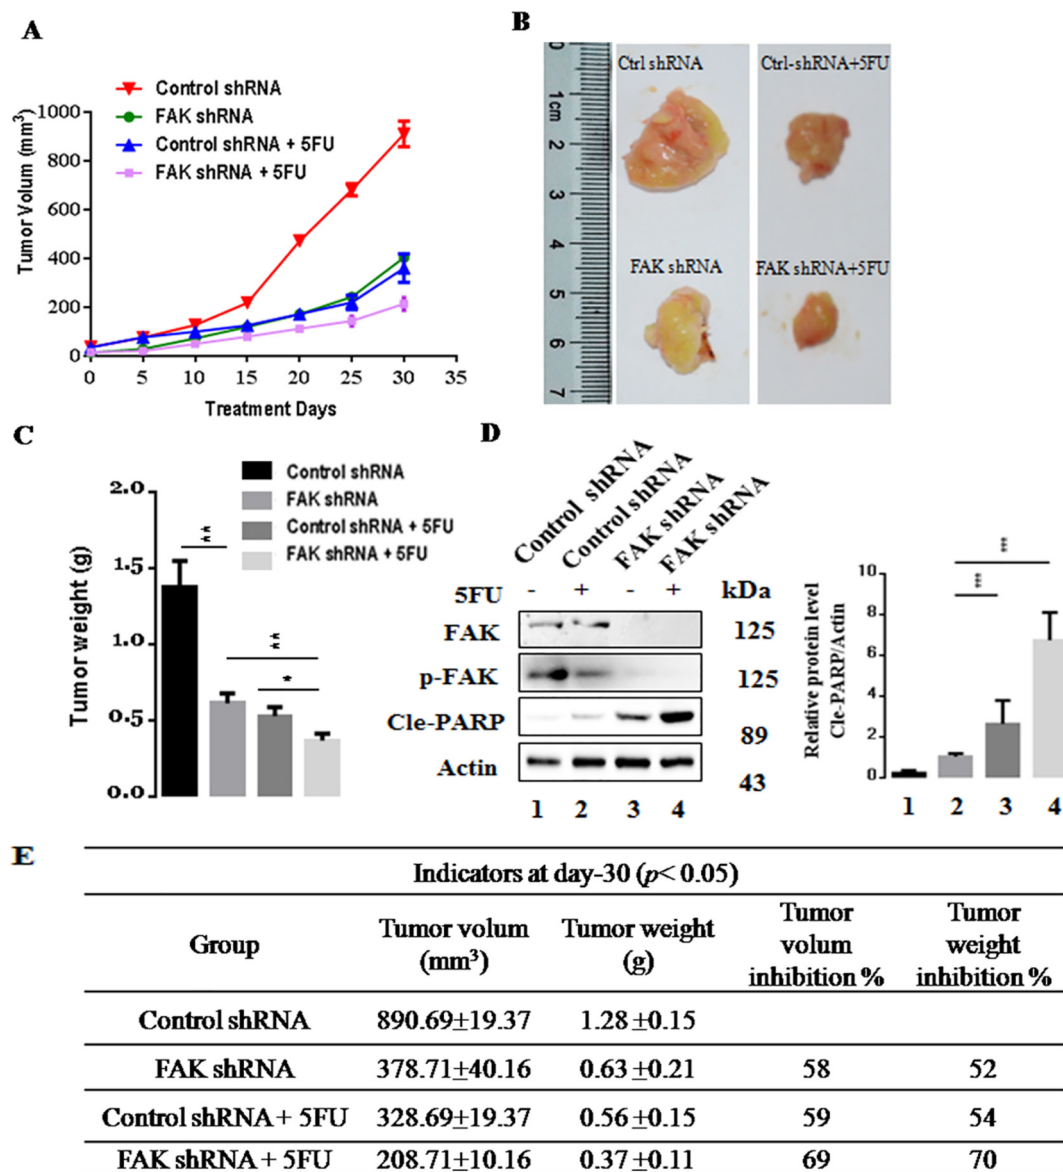 A
Control shRNA
FAK shRNA
Control shRNA + 5FU
FAK shRNA + 5FU
Tumor Volum (mm³)
1000
800
600
400
200
0
0 5 10 15 20 25 30 35
Treatment Days
B
0
1cm
2
3
4
5
6
7
Ctrl shRNA
Ctrl-shRNA+5FU
FAK shRNA
FAK shRNA+5FU
C
Control shRNA
FAK shRNA
Control shRNA + 5FU
FAK shRNA + 5FU
Tumor weight (g)
2.0
1.5
1.0
0.5
0.0
**
**
*
D
Control shRNA
Control shRNA
FAK shRNA
FAK shRNA
5FU - + - + kDa
FAK 125
p-FAK 125
Cle-PARP 89
Actin 43
1 2 3 4
Relative protein level
Cle-PARP/Actin
10
8
6
4
2
0
***
***
1 2 3 4
E
Indicators at day-30 (p< 0.05)
Group
Tumor volum
(mm³)
Tumor weight
(g)
Tumor
volum
inhibition %
Tumor
weight
inhibition %
Control shRNA 890.69±19.37 1.28 ±0.15
FAK shRNA 378.71±40.16 0.63 ±0.21 58 52
Control shRNA + 5FU 328.69±19.37 0.56 ±0.15 59 54
FAK shRNA + 5FU 208.71±10.16 0.37 ±0.11 69 70